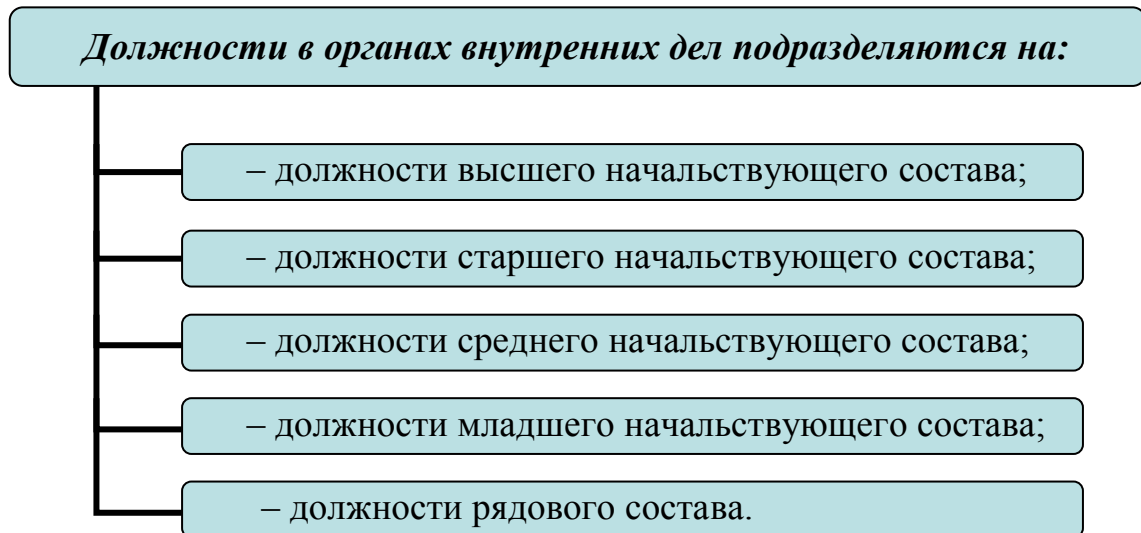 Должности в органах внутренних дел подразделяются на:
– должности высшего начальствующего состава;
– должности старшего начальствующего состава;
– должности среднего начальствующего состава;
– должности младшего начальствующего состава;
– должности рядового состава.